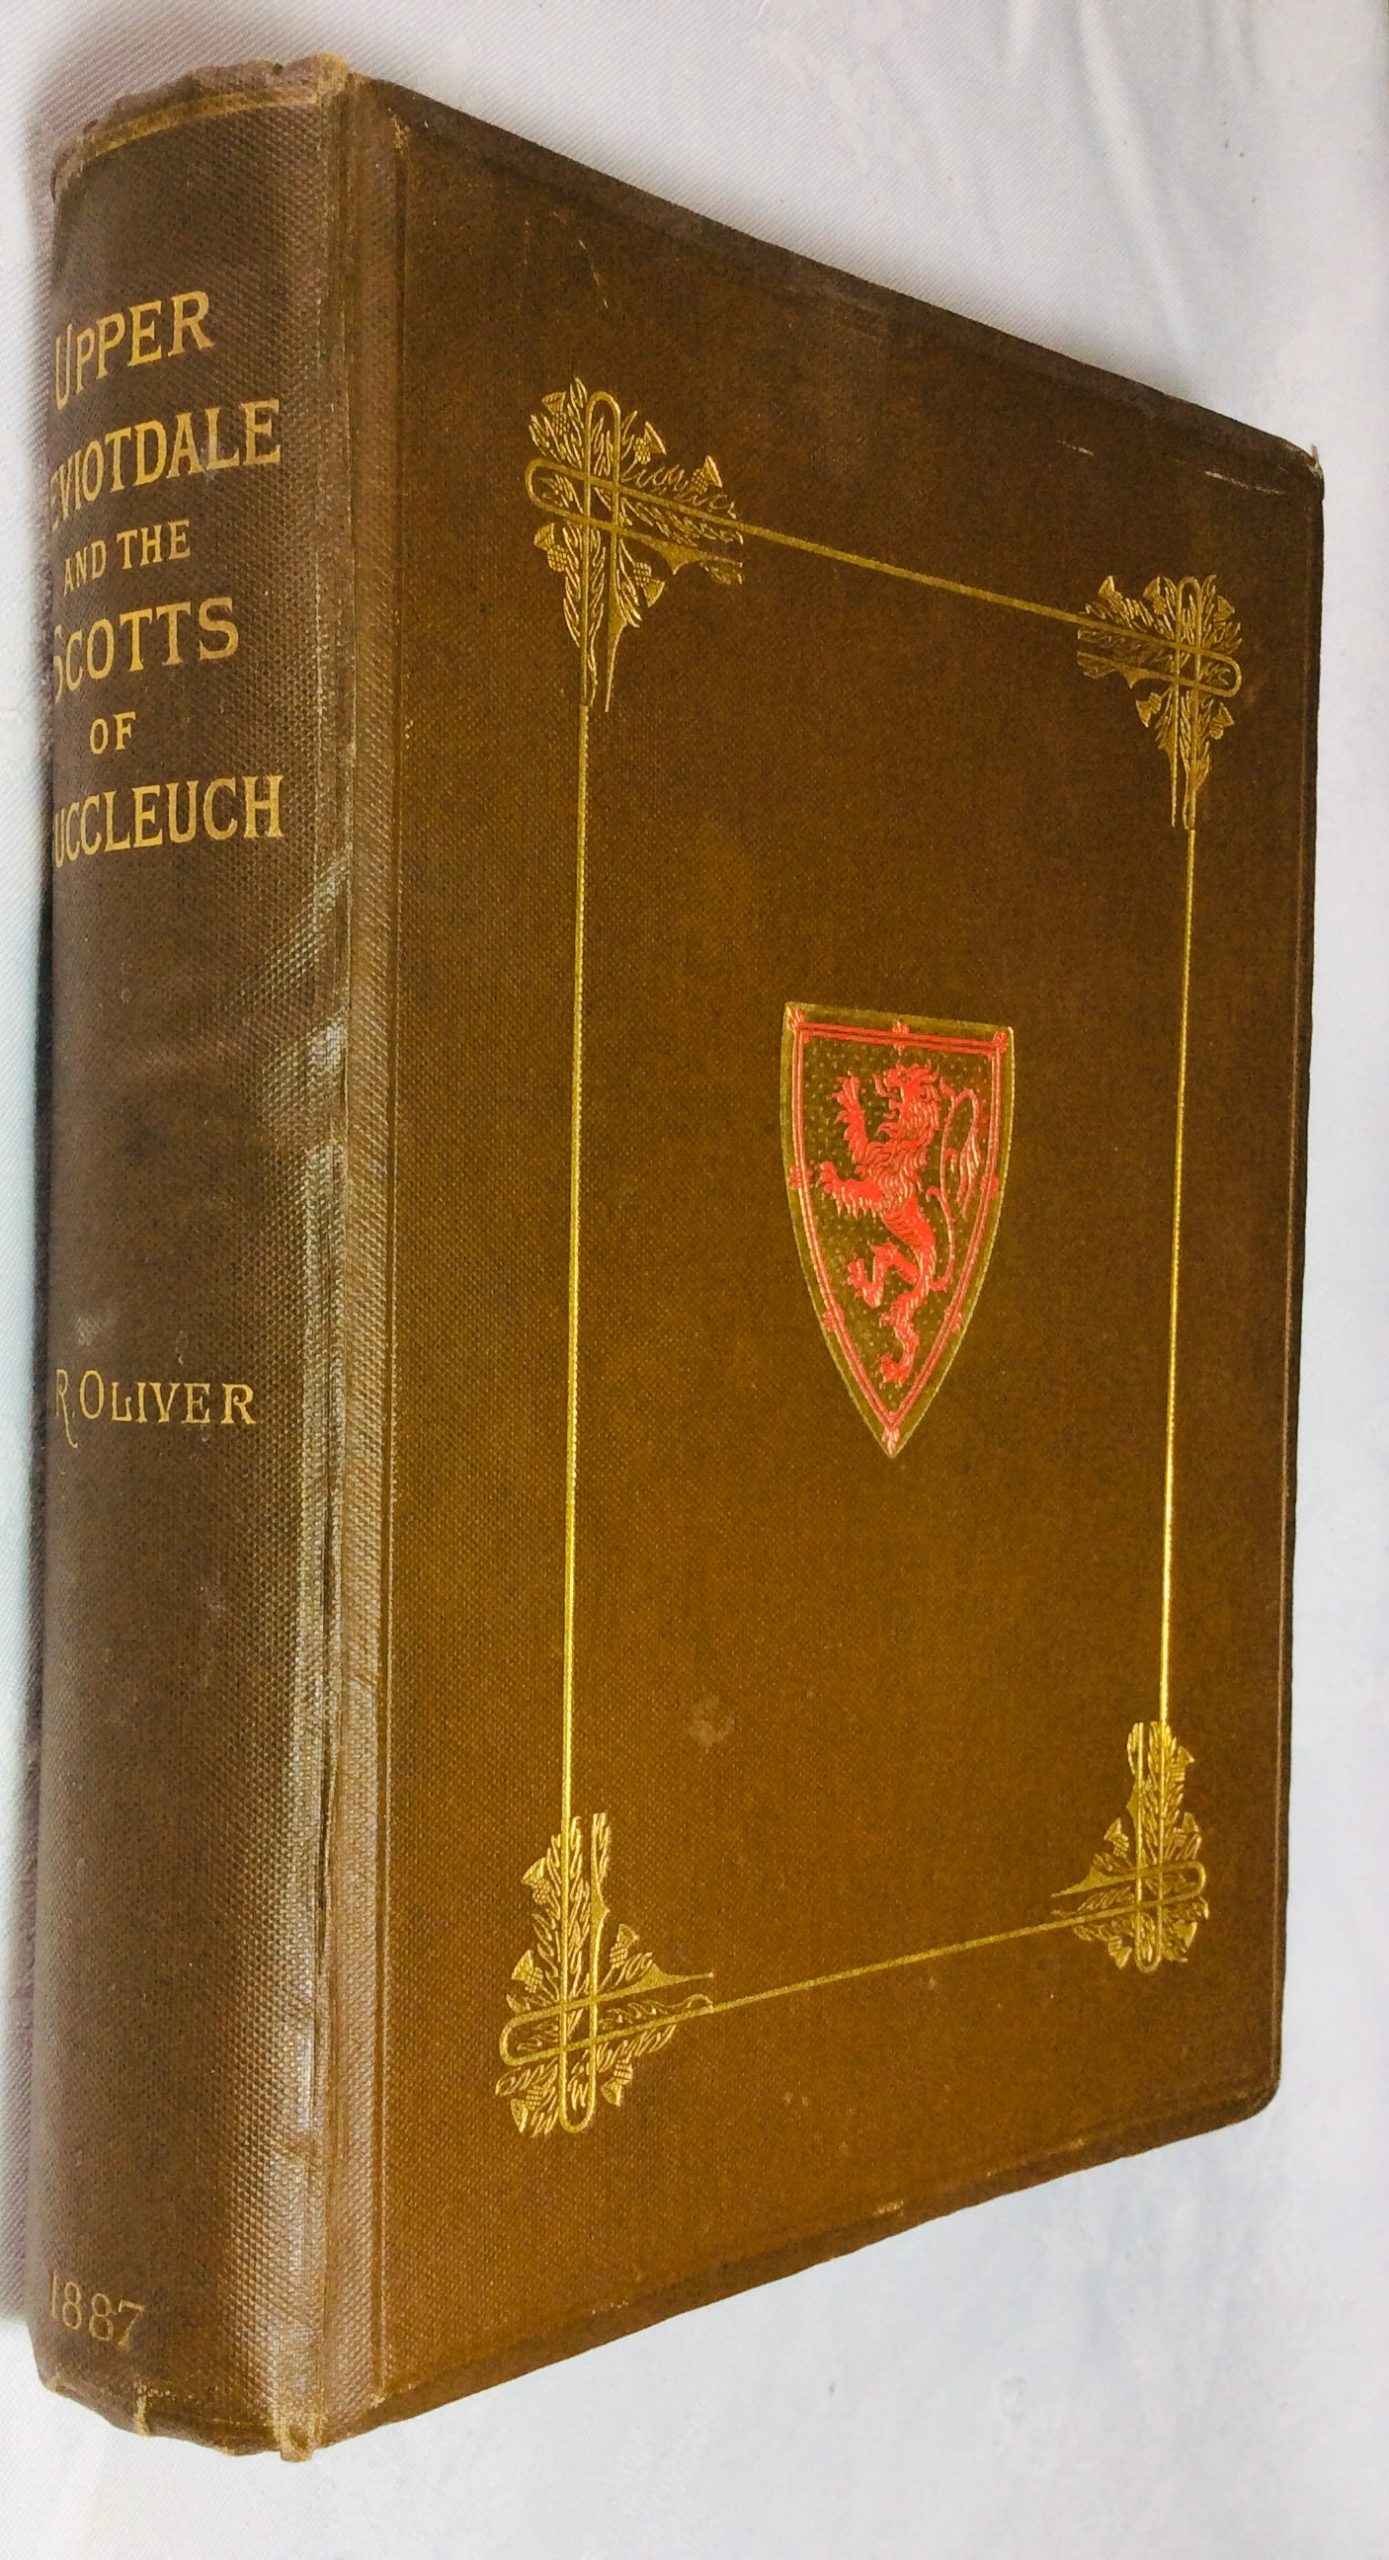 UPPER
EVIOTDALE
AND THE
SCOTTS
OF
UCCLEUCH
R. OLIVER
1887